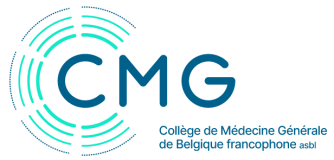 CMG
Collège de Médecine Générale
de Belgique francophone asbl